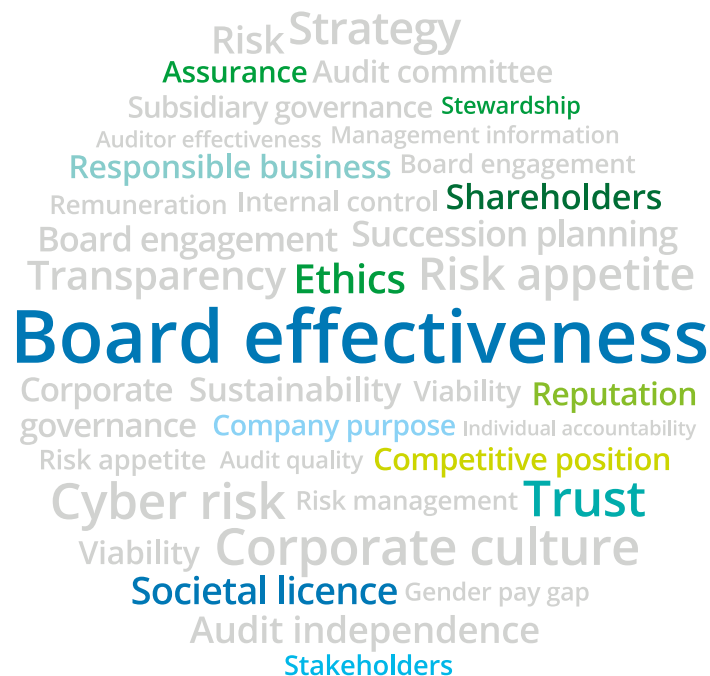 Risk Strategy
Assurance Audit committee
Subsidiary governance Stewardship
Auditor effectiveness Management information
Responsible business Board engagement
Remuneration Internal control Shareholders
Board engagement Succession planning
Transparency Ethics Risk appetite
Board effectiveness
Corporate Sustainability Viability Reputation
governance Company purpose Individual accountability
Risk appetite Audit quality Competitive position
Cyber risk Risk management Trust
Viability Corporate culture
Societal licence Gender pay gap
Audit independence
Stakeholders